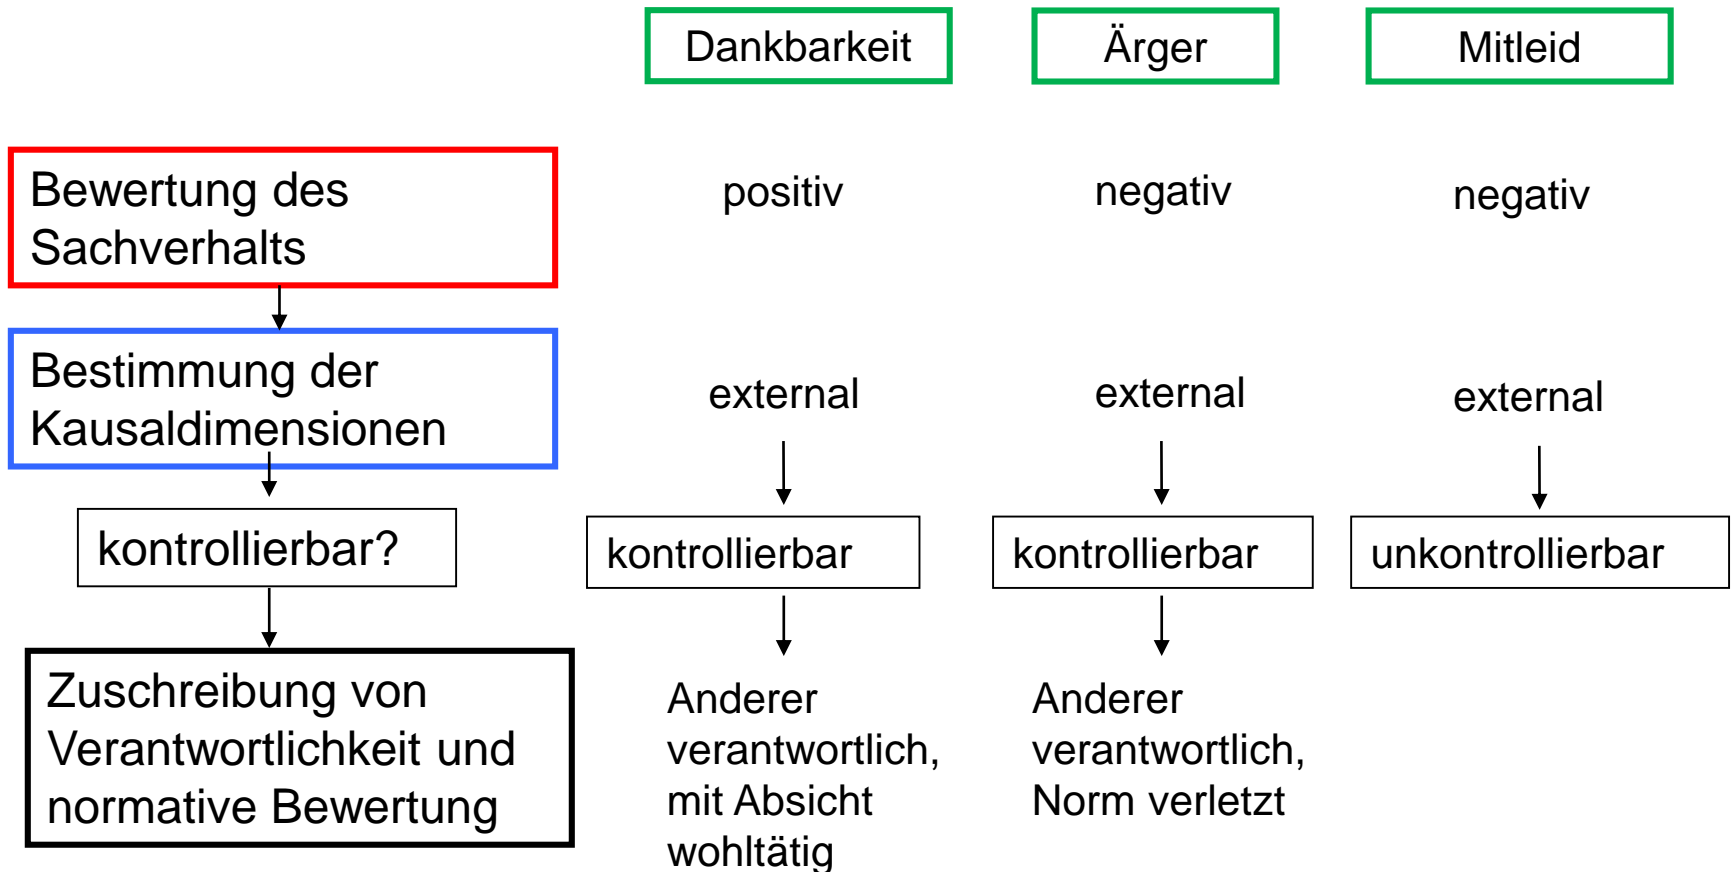 Dankbarkeit Ärger Mitleid
Bewertung des
Sachverhalts
positiv negativ negativ
Bestimmung der
Kausaldimensionen
external external external
kontrollierbar? kontrollierbar kontrollierbar unkontrollierbar
Zuschreibung von
Verantwortlichkeit und
normative Bewertung
Anderer
verantwortlich,
mit Absicht
wohltätig
Anderer
verantwortlich,
Norm verletzt